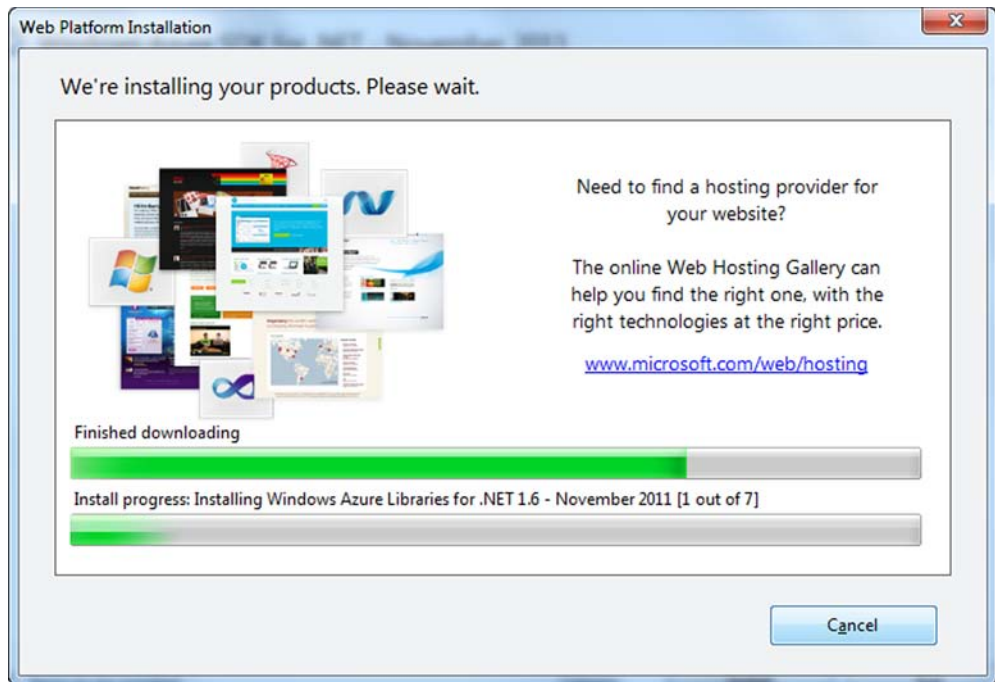 Web Platform Installation
We're installing your products. Please wait.
Need to find a hosting provider for
your website?
The online Web Hosting Gallery can
help you find the right one, with the
right technologies at the right price.
www.microsoft.com/web/hosting
Finished downloading
Install progress: Installing Windows Azure Libraries for .NET 1.6 - November 2011 [1 out of 7]
Cancel